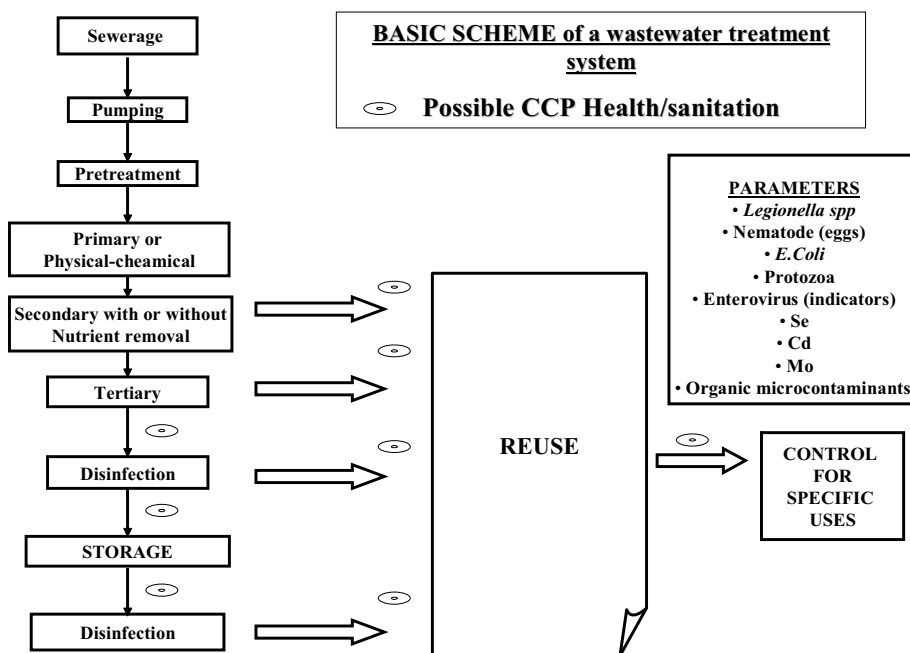 Sewerage
BASIC SCHEME of a wastewater treatment
system
Possible CCP Health/sanitation
Pumping
Pretreatment
Primary or
Physical-cheamical
Secondary with or without
Nutrient removal
Tertiary
Disinfection
STORAGE
Disinfection
REUSE
PARAMETERS
• Legionella spp
• Nematode (eggs)
• E.Coli
• Protozoa
• Enterovirus (indicators)
• Se
• Cd
• Mo
• Organic microcontaminants
CONTROL
FOR
SPECIFIC
USES